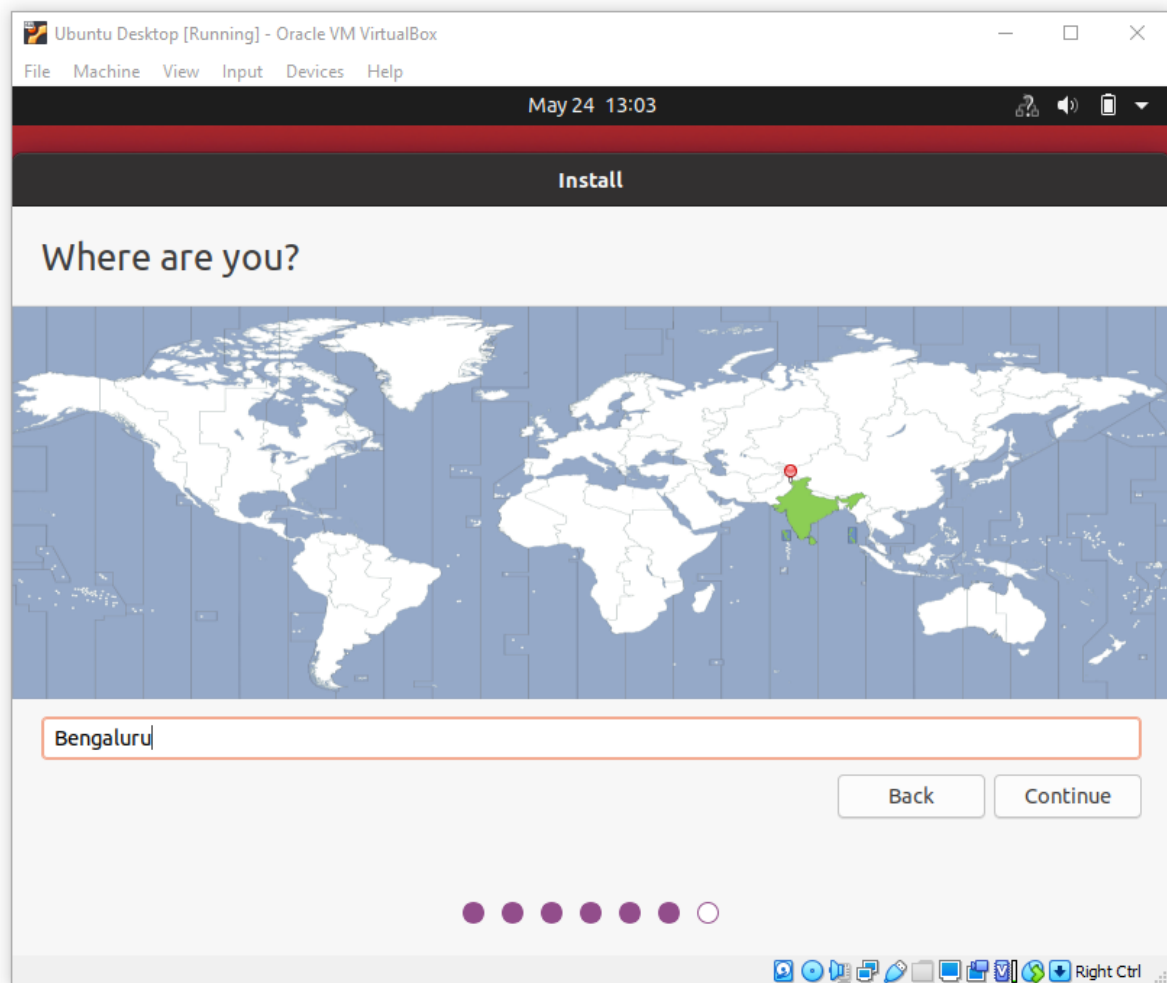 Ubuntu Desktop [Running] - Oracle VM VirtualBox
File Machine View Input Devices Help
May 24 13:03
Install
Where are you?
Bengaluru
Back Continue
Right Ctrl